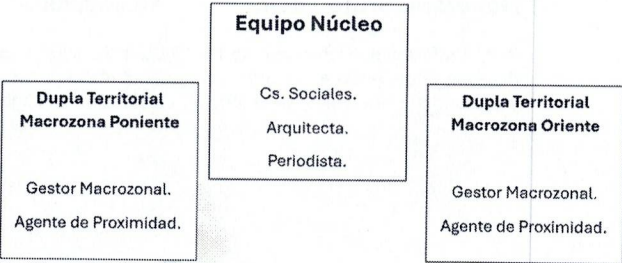 Equipo Núcleo
Cs. Sociales.
Arquitecta.
Periodista.
Dupla Territorial
Macrozona Poniente
Gestor Macrozonal.
Agente de Proximidad.
Dupla Territorial
Macrozona Oriente
Gestor Macrozonal.
Agente de Proximidad.